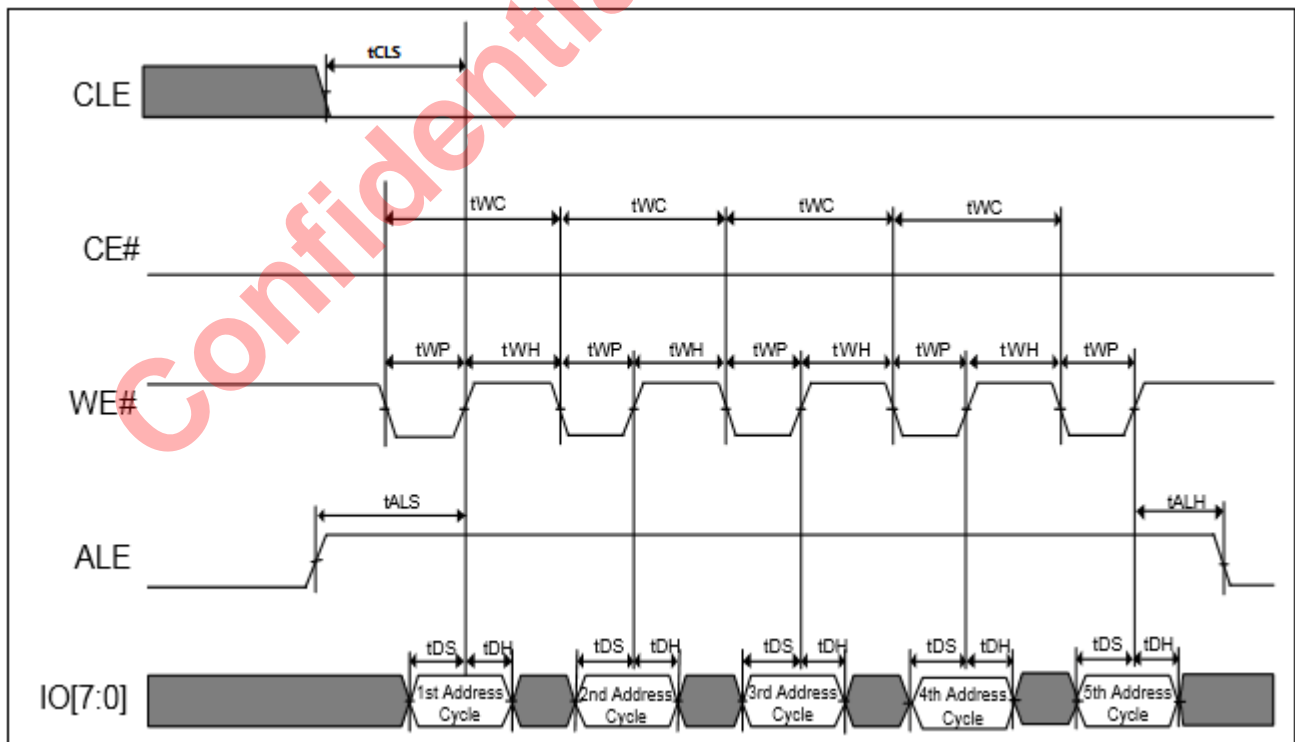 Confidential
tCLS
CLE
tWC tWC tWC tWC
CE#
tWP tWH tWP tWH tWP tWH tWP tWH tWP
WE#
tALS tALH
ALE
tDS tDH tDS tDH tDS tDH tDS tDH tDS tDH
IO[7:0]
1st Address 2nd Address 3rd Address 4th Address 5th Address
Cycle Cycle Cycle Cycle Cycle